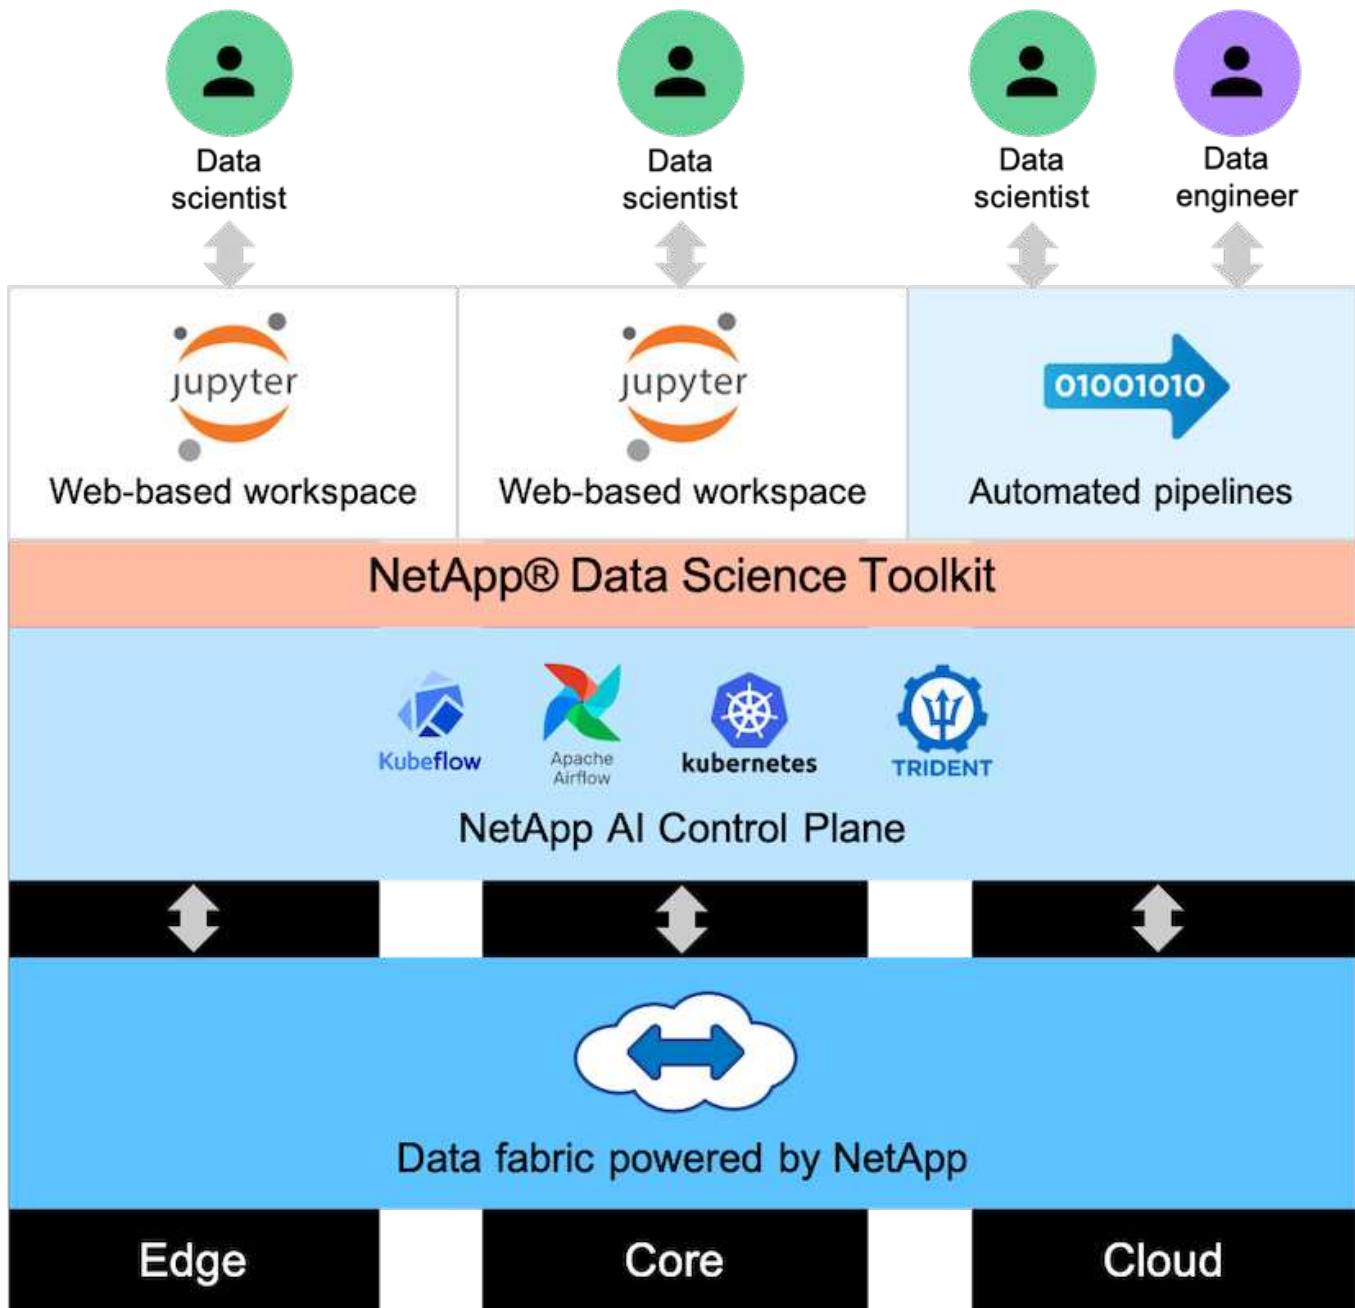 Data
scientist
Data
scientist
Data
scientist
Data
engineer
jupyter
Web-based workspace
jupyter
Web-based workspace
01001010
Automated pipelines
NetApp® Data Science Toolkit
Kubeflow
Apache
Airflow
kubernetes
TRIDENT
NetApp AI Control Plane
Data fabric powered by NetApp
Edge
Core
Cloud